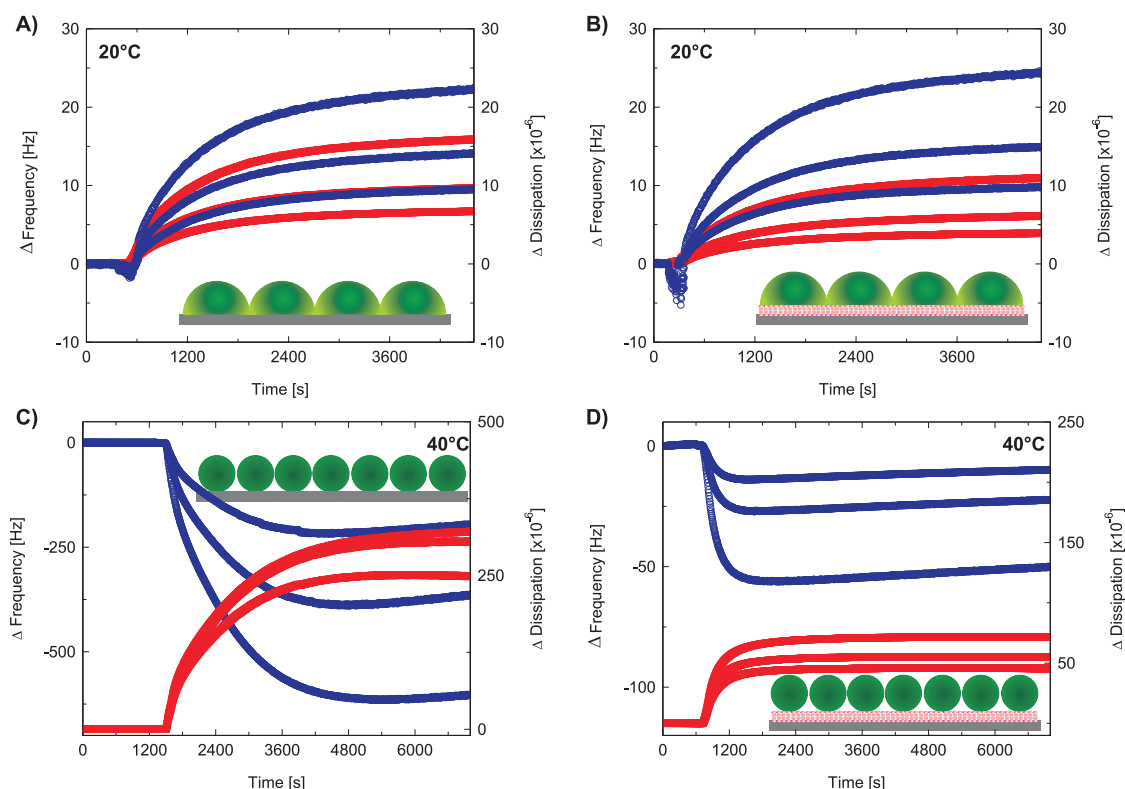 A)
20°C
30
20
10
0
-10
Δ Frequency [Hz]
30
20
10
0
-10
Δ Dissipation [x10⁻⁶]
0
1200
2400
3600
Time [s]
B)
20°C
30
20
10
0
-10
Δ Frequency [Hz]
30
20
10
0
-10
Δ Dissipation [x10⁻⁶]
0
1200
2400
3600
Time [s]
C)
40°C
0
-250
-500
Δ Frequency [Hz]
500
250
0
Δ Dissipation [x10⁻⁶]
0
1200
2400
3600
4800
6000
Time [s]
D)
40°C
0
-50
-100
Δ Frequency [Hz]
250
150
50
Δ Dissipation [x10⁻⁶]
0
1200
2400
3600
4800
6000
Time [s]